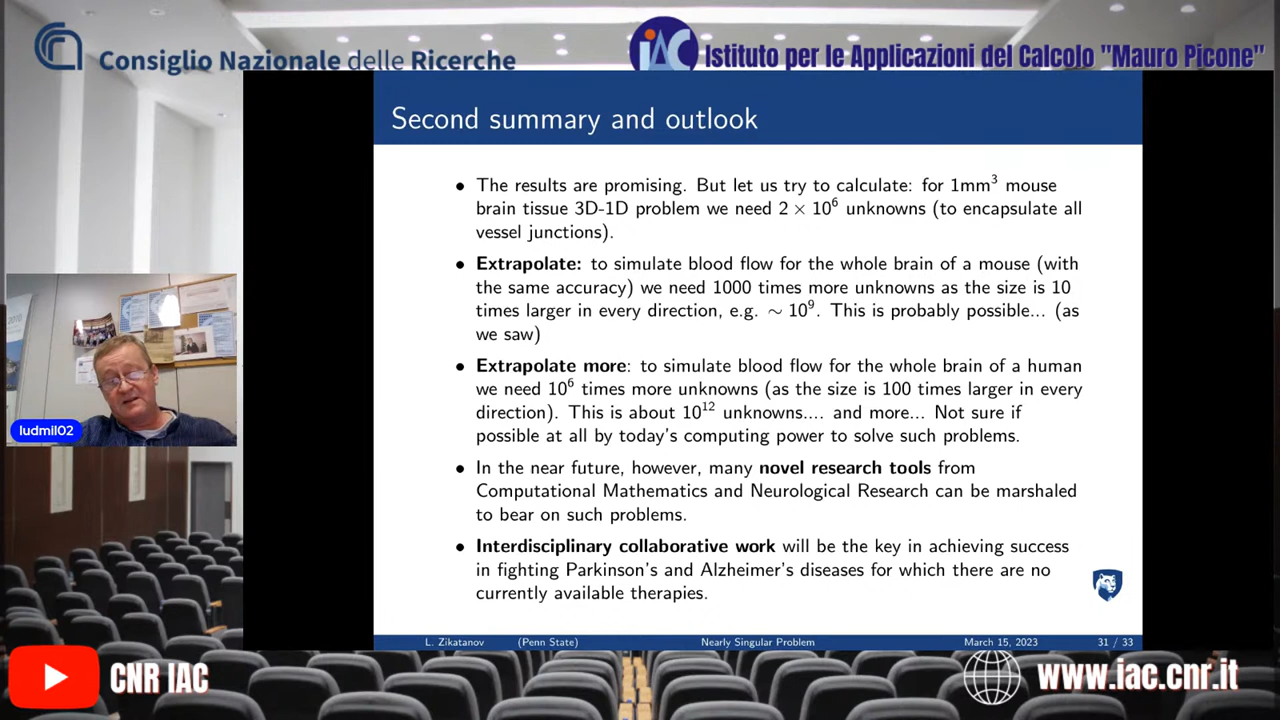 Consiglio Nazionale delle Ricerche
iAC
Istituto per le Applicazioni del Calcolo "Mauro Picone"
Second summary and outlook
• The results are promising. But let us try to calculate: for 1mm³ mouse
brain tissue 3D-1D problem we need 2 × 10⁶ unknowns (to encapsulate all
vessel junctions).
• Extrapolate: to simulate blood flow for the whole brain of a mouse (with
the same accuracy) we need 1000 times more unknowns as the size is 10
times larger in every direction, e.g. ∼ 10⁹. This is probably possible... (as
we saw)
• Extrapolate more: to simulate blood flow for the whole brain of a human
we need 10⁶ times more unknowns (as the size is 100 times larger in every
direction). This is about 10¹² unknowns.... and more... Not sure if
possible at all by today's computing power to solve such problems.
• In the near future, however, many novel research tools from
Computational Mathematics and Neurological Research can be marshaled
to bear on such problems.
• Interdisciplinary collaborative work will be the key in achieving success
in fighting Parkinson's and Alzheimer's diseases for which there are no
currently available therapies.
L. Zikatanov (Penn State) Nearly Singular Problem March 15, 2023 31 / 33
ludmil02
CNR IAC
www.iac.cnr.it